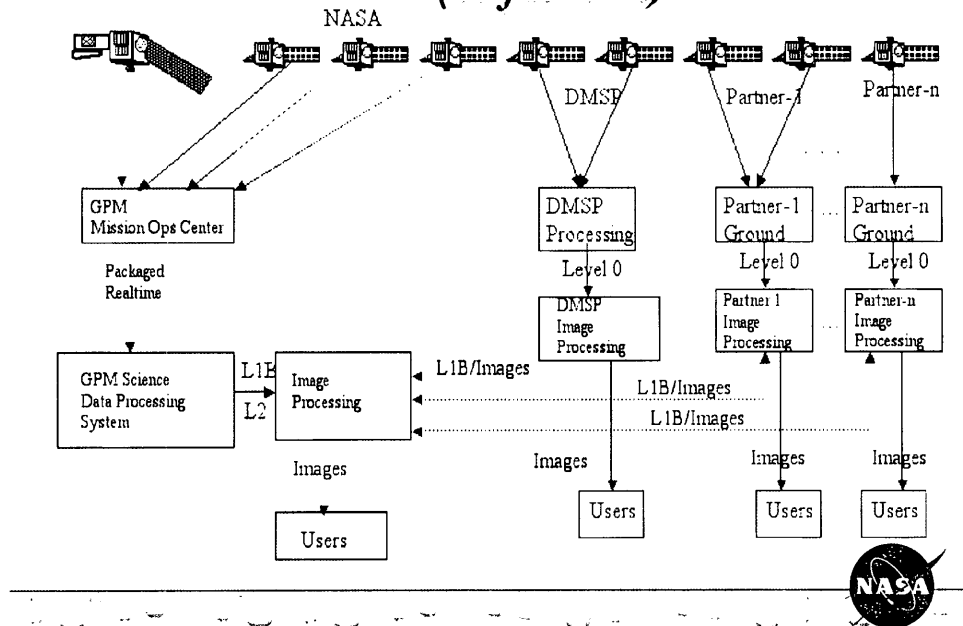 NASA
DMSP
Partner-1
Partner-n
GPM
Mission Ops Center
DMSP
Processing
Partner-1
Ground
...
Partner-n
Ground
Packaged
Realtime
Level 0
Level 0
Level 0
DMSP
Image
Processing
Partner 1
Image
Processing
...
Partner-n
Image
Processing
GPM Science
Data Processing
System
L1B
L2
Image
Processing
L1B/Images
L1B/Images
L1B/Images
Images
Images
Images
Images
Users
Users
Users
Users
NASA